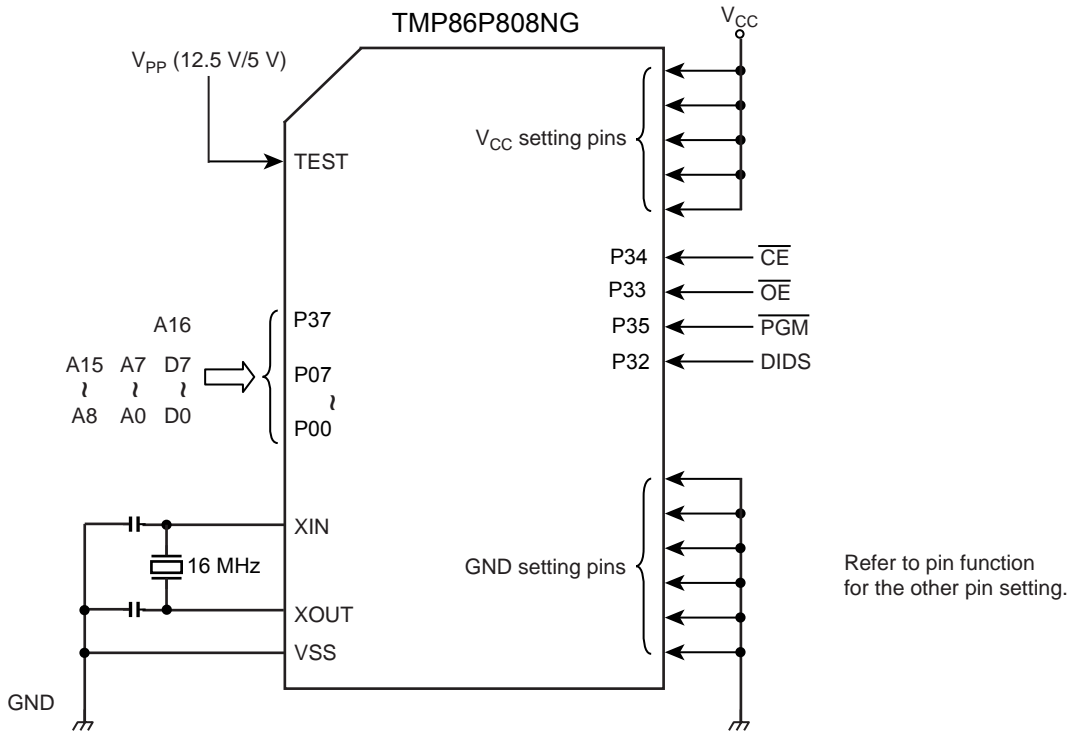 TMP86P808NG
VCC
VPP (12.5 V/5 V)
VCC setting pins
TEST
P34 CE
P33 OE
P35 PGM
P32 DIDS
A16 P37
A15 A7 D7 P07
~ ~ ~ ~
A8 A0 D0 P00
XIN
16 MHz
XOUT
VSS
GND
GND setting pins
Refer to pin function
for the other pin setting.